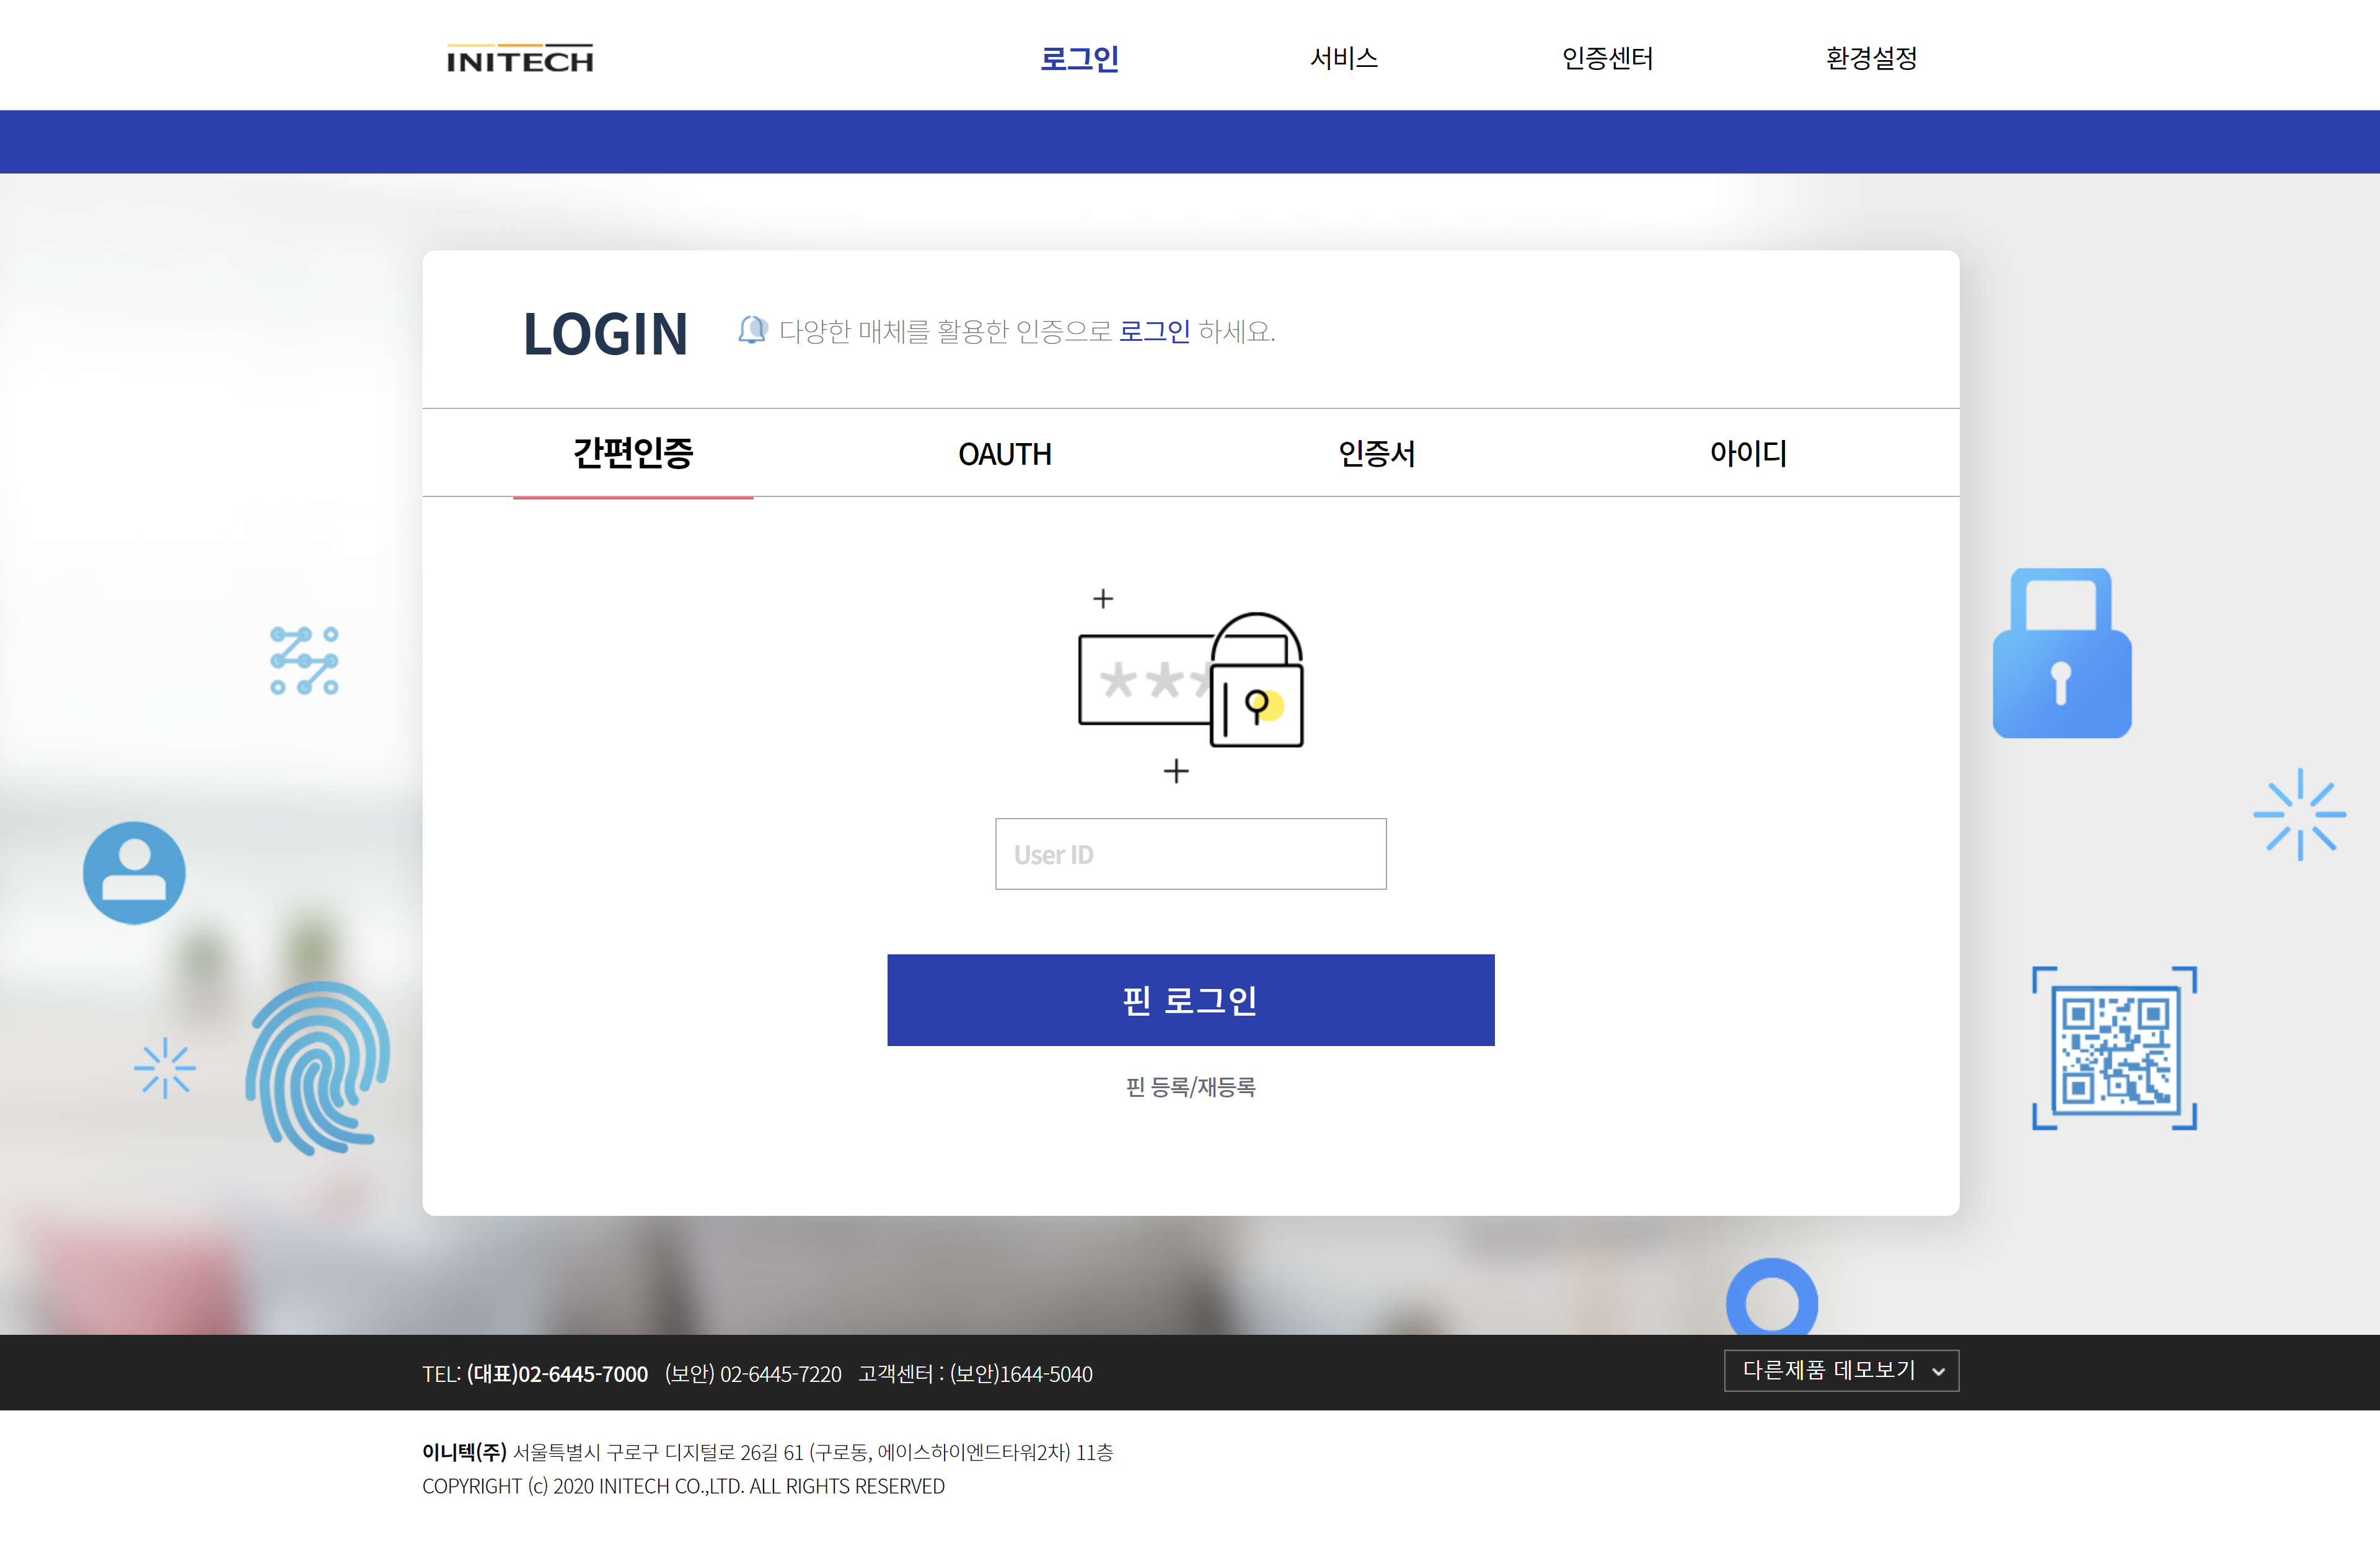 INITECH
로그인 서비스 인증센터 환경설정
LOGIN 다양한 매체를 활용한 인증으로 로그인 하세요.
간편인증 OAUTH 인증서 아이디
***
User ID
핀 로그인
핀 등록/재등록
TEL: (대표)02-6445-7000 (보안) 02-6445-7220 고객센터 : (보안)1644-5040 다른제품 데모보기
이니텍(주) 서울특별시 구로구 디지털로 26길 61 (구로동, 에이스하이엔드타워2차) 11층
COPYRIGHT (c) 2020 INITECH CO.,LTD. ALL RIGHTS RESERVED